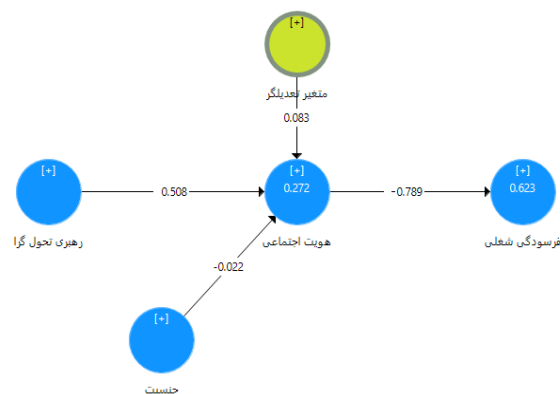 [+]
متغیر تعدیلگر
0.083
[+]
[+]
0.272
[+]
0.623
0.508
-0.789
رهبری تحول گرا
هویت اجتماعی
فرسودگی شغلی
-0.022
[+]
جنسیت